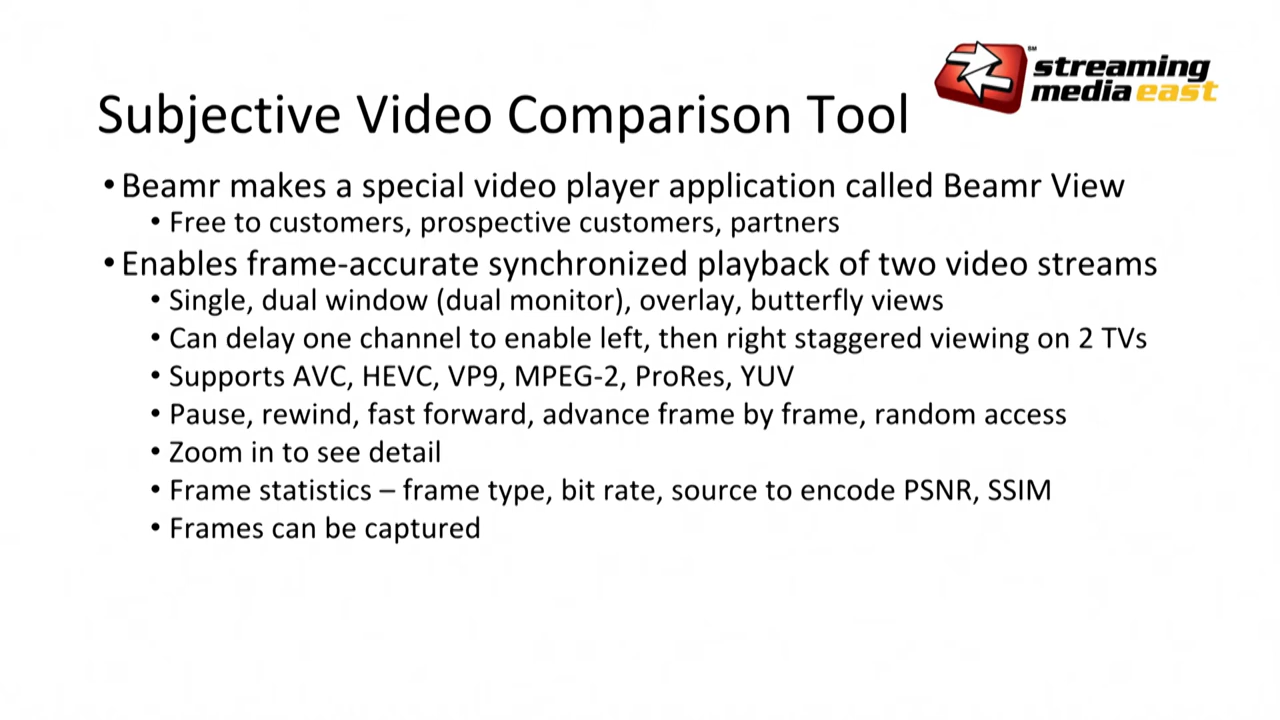 streaming
media east
SM
Subjective Video Comparison Tool
• Beamr makes a special video player application called Beamr View
• Free to customers, prospective customers, partners
• Enables frame-accurate synchronized playback of two video streams
• Single, dual window (dual monitor), overlay, butterfly views
• Can delay one channel to enable left, then right staggered viewing on 2 TVs
• Supports AVC, HEVC, VP9, MPEG-2, ProRes, YUV
• Pause, rewind, fast forward, advance frame by frame, random access
• Zoom in to see detail
• Frame statistics – frame type, bit rate, source to encode PSNR, SSIM
• Frames can be captured